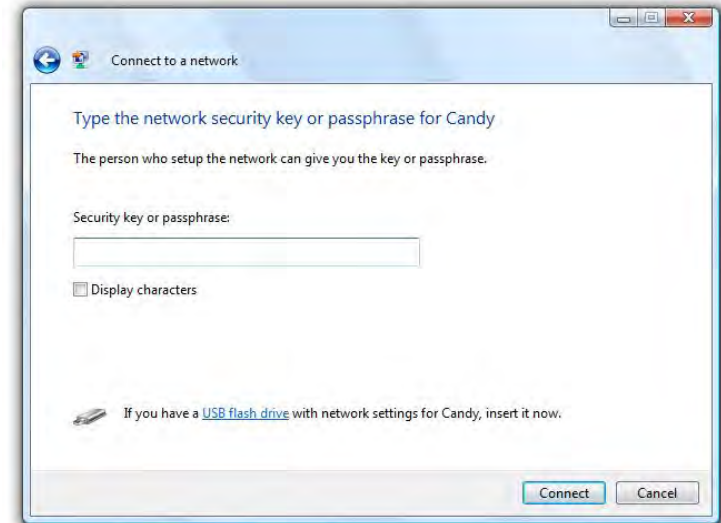 Connect to a network
Type the network security key or passphrase for Candy
The person who setup the network can give you the key or passphrase.
Security key or passphrase:
Display characters
If you have a USB flash drive with network settings for Candy, insert it now.
Connect Cancel